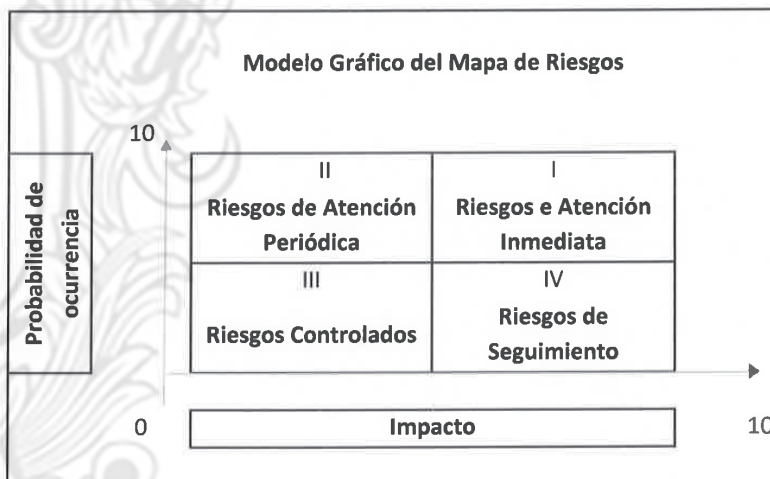 Modelo Gráfico del Mapa de Riesgos
10
Probabilidad de
ocurrencia
II
Riesgos de Atención
Periódica
I
Riesgos e Atención
Inmediata
III
Riesgos Controlados
IV
Riesgos de
Seguimiento
0
Impacto
10